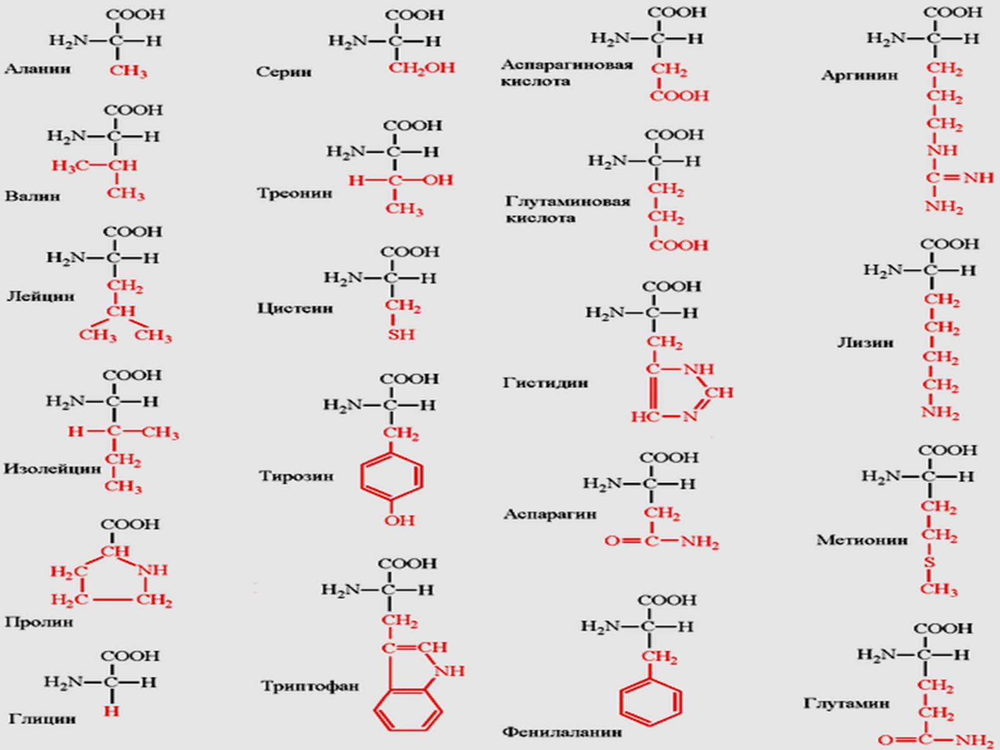 COOH
H₂N—C—H
Аланин
CH₃
COOH
H₂N—C—H
H₃C—CH
Валин
CH₃
COOH
H₂N—C—H
CH₂
Лейцин
CH
CH₃ CH₃
COOH
H₂N—C—H
H—C—CH₃
CH₂
Изолейцин
CH₃
COOH
CH
H₂C NH
H₂C—CH₂
Пролин
COOH
H₂N—C—H
H
Глицин
COOH
H₂N—C—H
Серин
CH₂OH
COOH
H₂N—C—H
H—C—OH
Треонин
CH₃
COOH
H₂N—C—H
CH₂
Цистеин
SH
COOH
H₂N—C—H
CH₂
Тирозин
OH
COOH
H₂N—C—H
CH₂
C=CH
NH
Триптофан
COOH
H₂N—C—H
Аспарагиновая
кислота
CH₂
COOH
COOH
H₂N—C—H
CH₂
Глутаминовая
кислота
CH₂
COOH
COOH
H₂N—C—H
CH₂
C—NH
Гистидин
CH
HC—N
COOH
H₂N—C—H
Аспарагин
CH₂
O=C—NH₂
COOH
H₂N—C—H
CH₂
Фенилаланин
COOH
H₂N—C—H
Аргинин
CH₂
CH₂
CH₂
NH
C=NH
NH₂
COOH
H₂N—C—H
CH₂
CH₂
Лизин
CH₂
CH₂
NH₂
COOH
H₂N—C—H
CH₂
CH₂
Метионин
S
CH₃
COOH
H₂N—C—H
CH₂
Глутамин
CH₂
O=C—NH₂